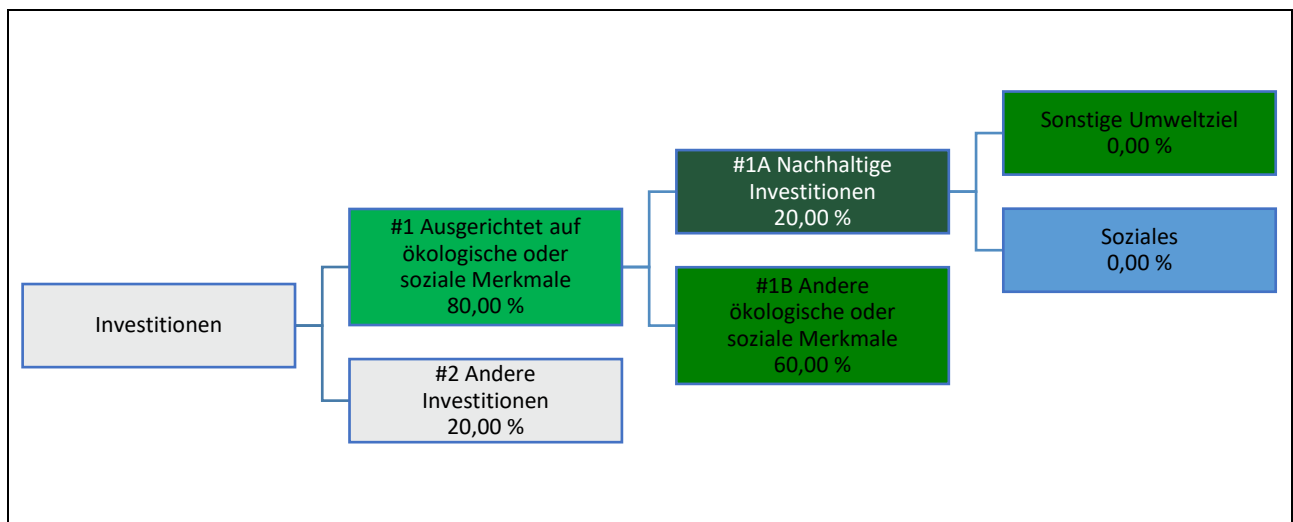 Investitionen
#1 Ausgerichtet auf
ökologische oder
soziale Merkmale
80,00 %
#2 Andere
Investitionen
20,00 %
#1A Nachhaltige
Investitionen
20,00 %
#1B Andere
ökologische oder
soziale Merkmale
60,00 %
Sonstige Umweltziel
0,00 %
Soziales
0,00 %